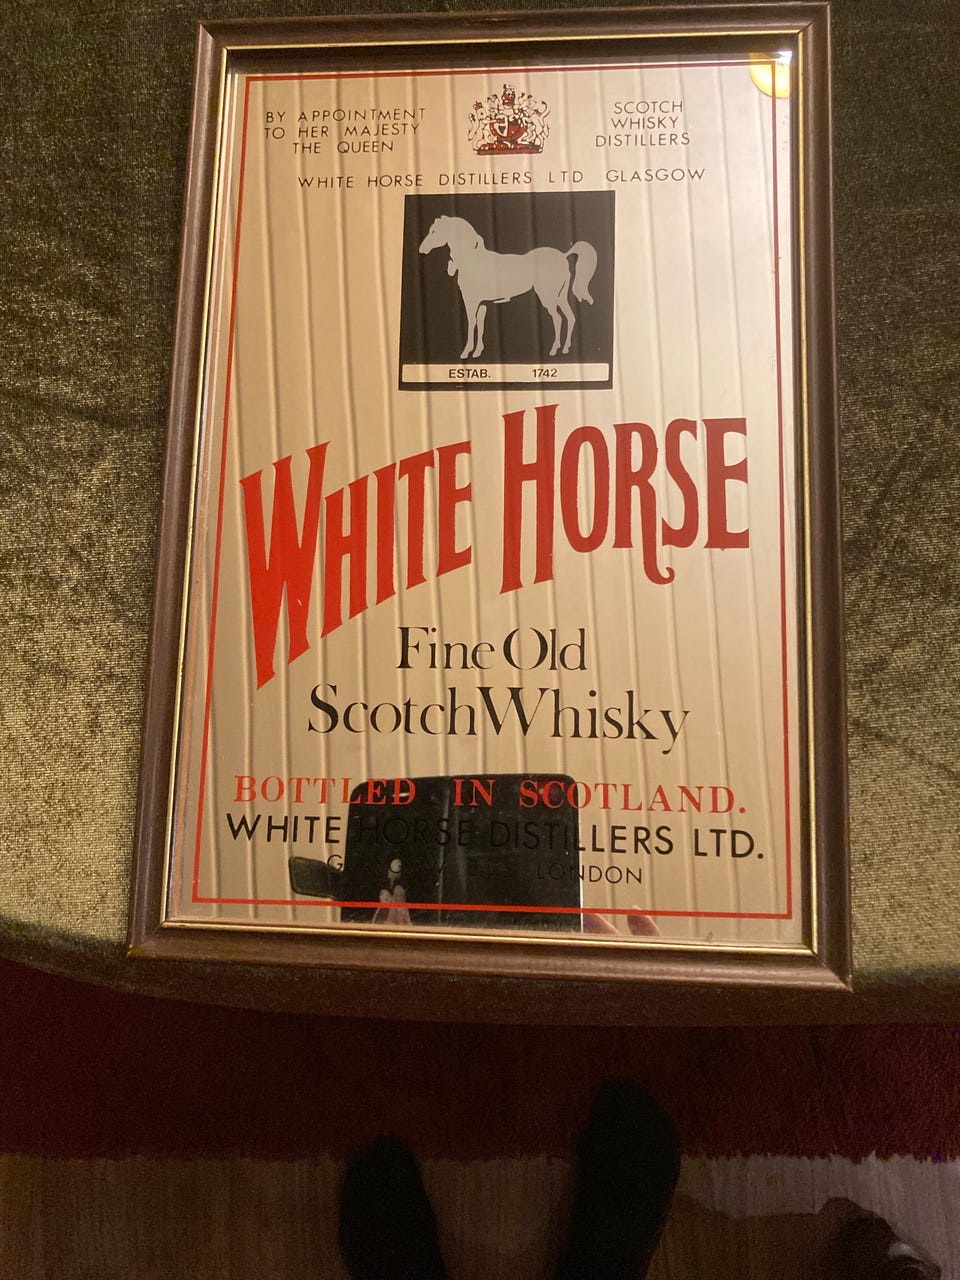 BY APPOINTMENT
TO HER MAJESTY
THE QUEEN
SCOTCH
WHISKY
DISTILLERS
WHITE HORSE DISTILLERS LTD GLASGOW
ESTAB. 1742
WHITE HORSE
Fine Old
Scotch Whisky
BOTTLED IN SCOTLAND.
WHITE HORSE DISTILLERS LTD.
GLASGOW LONDON